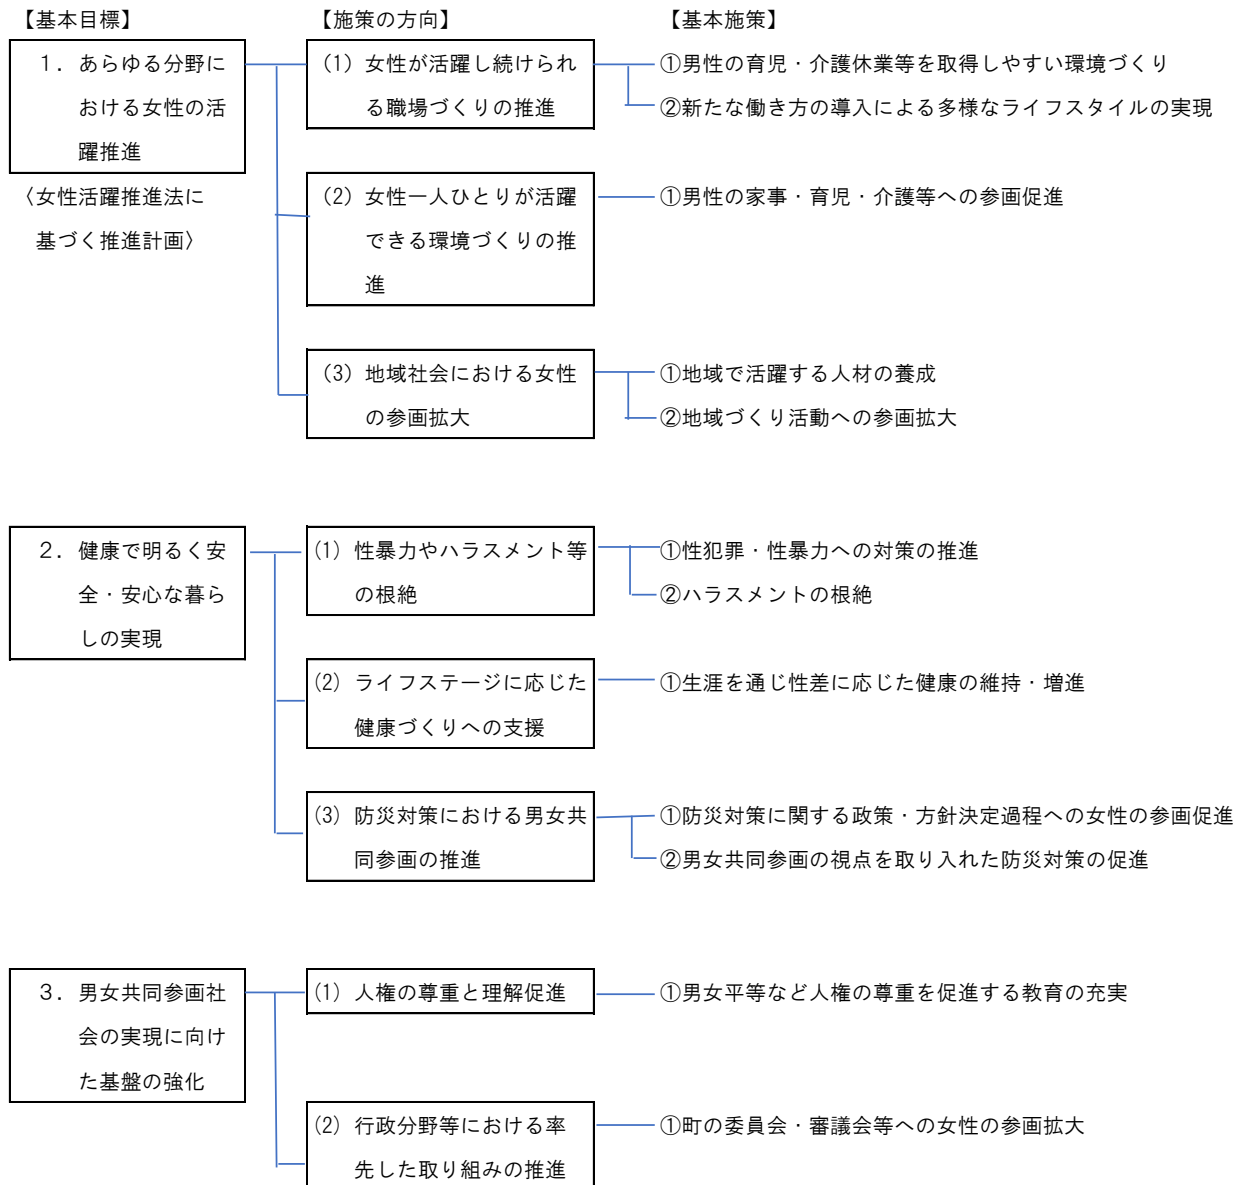 【基本目標】　【施策の方向】　【基本施策】
１．あらゆる分野に
おける女性の活
躍推進
〈女性活躍推進法に
基づく推進計画〉
(1) 女性が活躍し続けられ
る職場づくりの推進
①男性の育児・介護休業等を取得しやすい環境づくり
②新たな働き方の導入による多様なライフスタイルの実現
(2) 女性一人ひとりが活躍
できる環境づくりの推
進
①男性の家事・育児・介護等への参画促進
(3) 地域社会における女性
の参画拡大
①地域で活躍する人材の養成
②地域づくり活動への参画拡大
２．健康で明るく安
全・安心な暮ら
しの実現
(1) 性暴力やハラスメント等
の根絶
①性犯罪・性暴力への対策の推進
②ハラスメントの根絶
(2) ライフステージに応じた
健康づくりへの支援
①生涯を通じ性差に応じた健康の維持・増進
(3) 防災対策における男女共
同参画の推進
①防災対策に関する政策・方針決定過程への女性の参画促進
②男女共同参画の視点を取り入れた防災対策の促進
３．男女共同参画社
会の実現に向け
た基盤の強化
(1) 人権の尊重と理解促進
①男女平等など人権の尊重を促進する教育の充実
(2) 行政分野等における率
先した取り組みの推進
①町の委員会・審議会等への女性の参画拡大